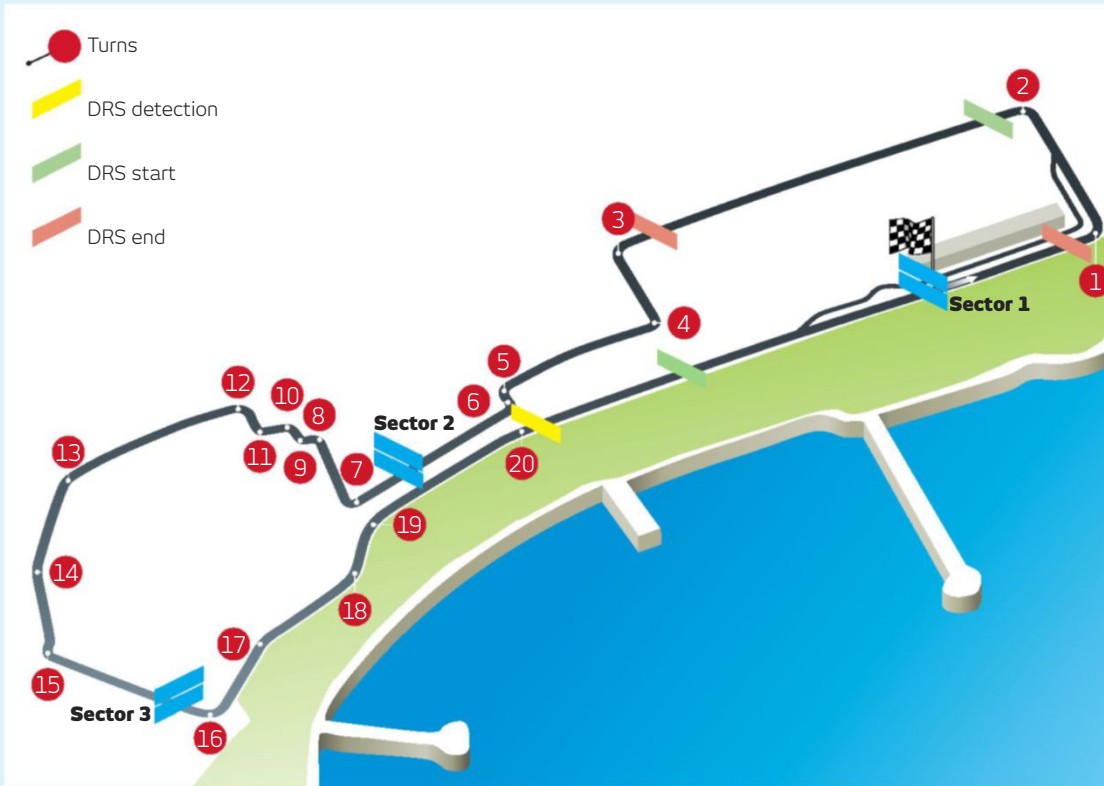 Turns
DRS detection
DRS start
DRS end
2
3
1
Sector 1
4
5
12
10
8
6
Sector 2
13
11
9
7
20
19
14
18
17
15
Sector 3
16